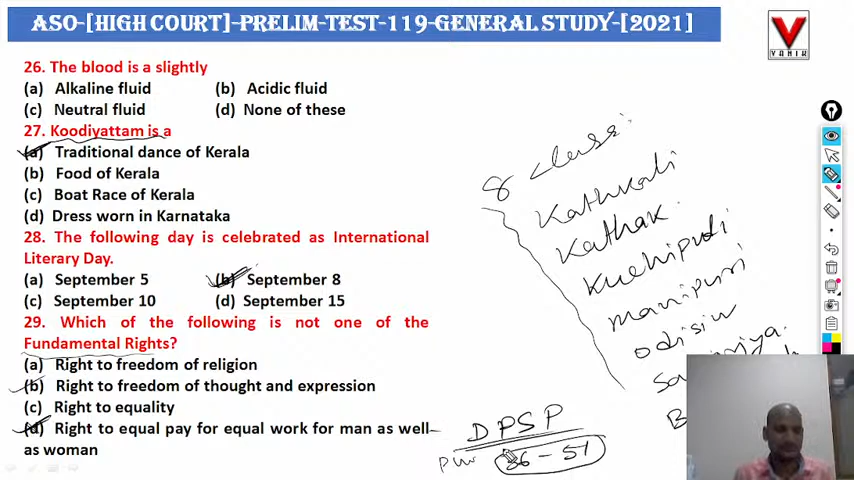 ASO-[HIGH COURT]-PRELIM-TEST-119-GENERAL STUDY-[2021]
VAMIR
26. The blood is a slightly
(a) Alkaline fluid (b) Acidic fluid
(c) Neutral fluid (d) None of these
27. Koodiyattam is a
(a) Traditional dance of Kerala
(b) Food of Kerala
(c) Boat Race of Kerala
(d) Dress worn in Karnataka
28. The following day is celebrated as International
Literary Day.
(a) September 5 (b) September 8
(c) September 10 (d) September 15
29. Which of the following is not one of the
Fundamental Rights?
(a) Right to freedom of religion
(b) Right to freedom of thought and expression
(c) Right to equality
(d) Right to equal pay for equal work for man as well
as woman
8
Kathkali
Kathak
Kuchipudi
manipuri
DPSP
36 - 51